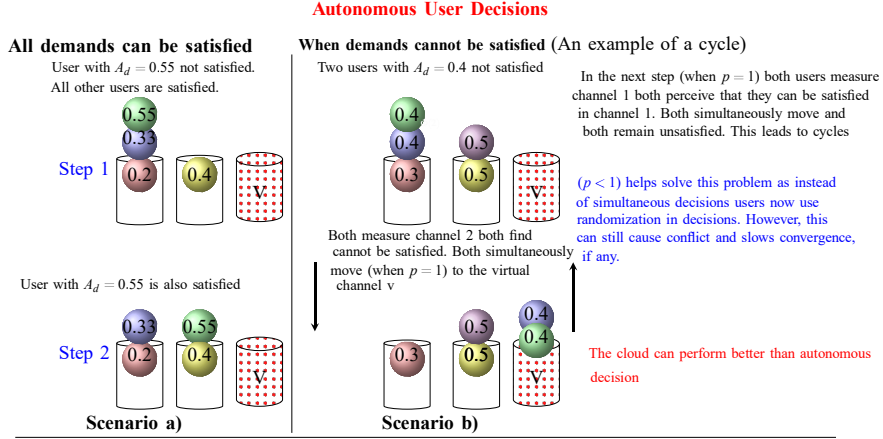 Autonomous User Decisions
All demands can be satisfied
User with A_d = 0.55 not satisfied.
All other users are satisfied.
0.55
0.33
Step 1
0.2
0.4
V
User with A_d = 0.55 is also satisfied
0.33
0.55
Step 2
0.2
0.4
V
Scenario a)
When demands cannot be satisfied (An example of a cycle)
Two users with A_d = 0.4 not satisfied
0.4
0.4
0.5
0.3
0.5
V
Both measure channel 2 both find
cannot be satisfied. Both simultaneously
move (when p = 1) to the virtual
channel v
0.4
0.5
0.4
0.3
0.5
V
Scenario b)
In the next step (when p = 1) both users measure
channel 1 both perceive that they can be satisfied
in channel 1. Both simultaneously move and
both remain unsatisfied. This leads to cycles
(p < 1) helps solve this problem as instead
of simultaneous decisions users now use
randomization in decisions. However, this
can still cause conflict and slows convergence,
if any.
The cloud can perform better than autonomous
decision